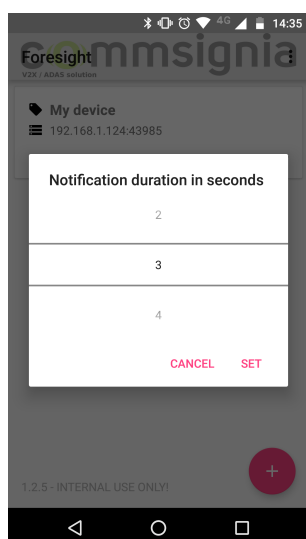 4G 14:35
commsignia
Foresight
V2X / ADAS solution
My device
192.168.1.124:43985
Notification duration in seconds
2
3
4
CANCEL SET
+
1.2.5 - INTERNAL USE ONLY!